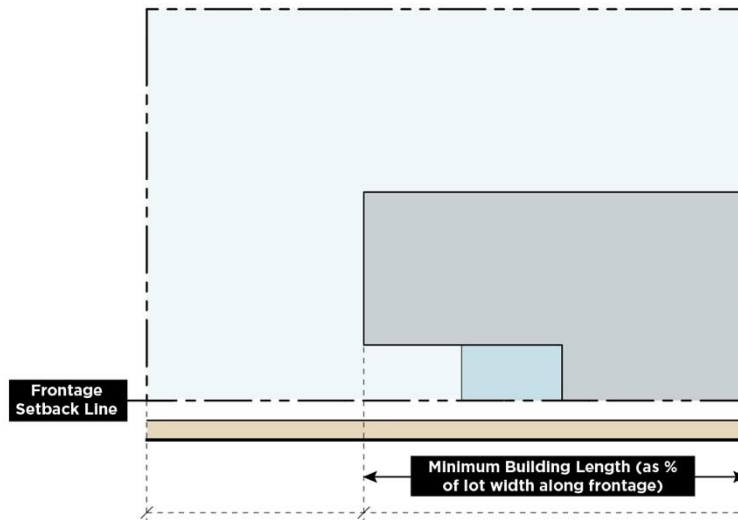 Frontage
Setback Line
Minimum Building Length (as %
of lot width along frontage)